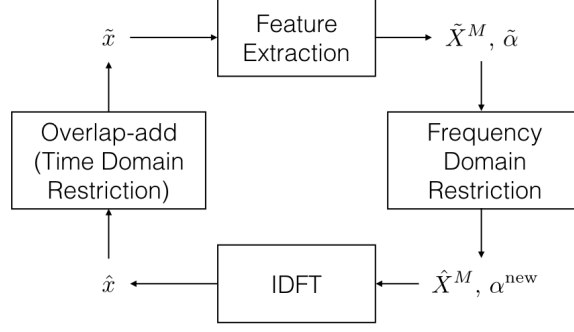 x̃
Feature
Extraction
X̃^M, α̃
Overlap-add
(Time Domain
Restriction)
Frequency
Domain
Restriction
x̂
IDFT
X̂^M, α^new